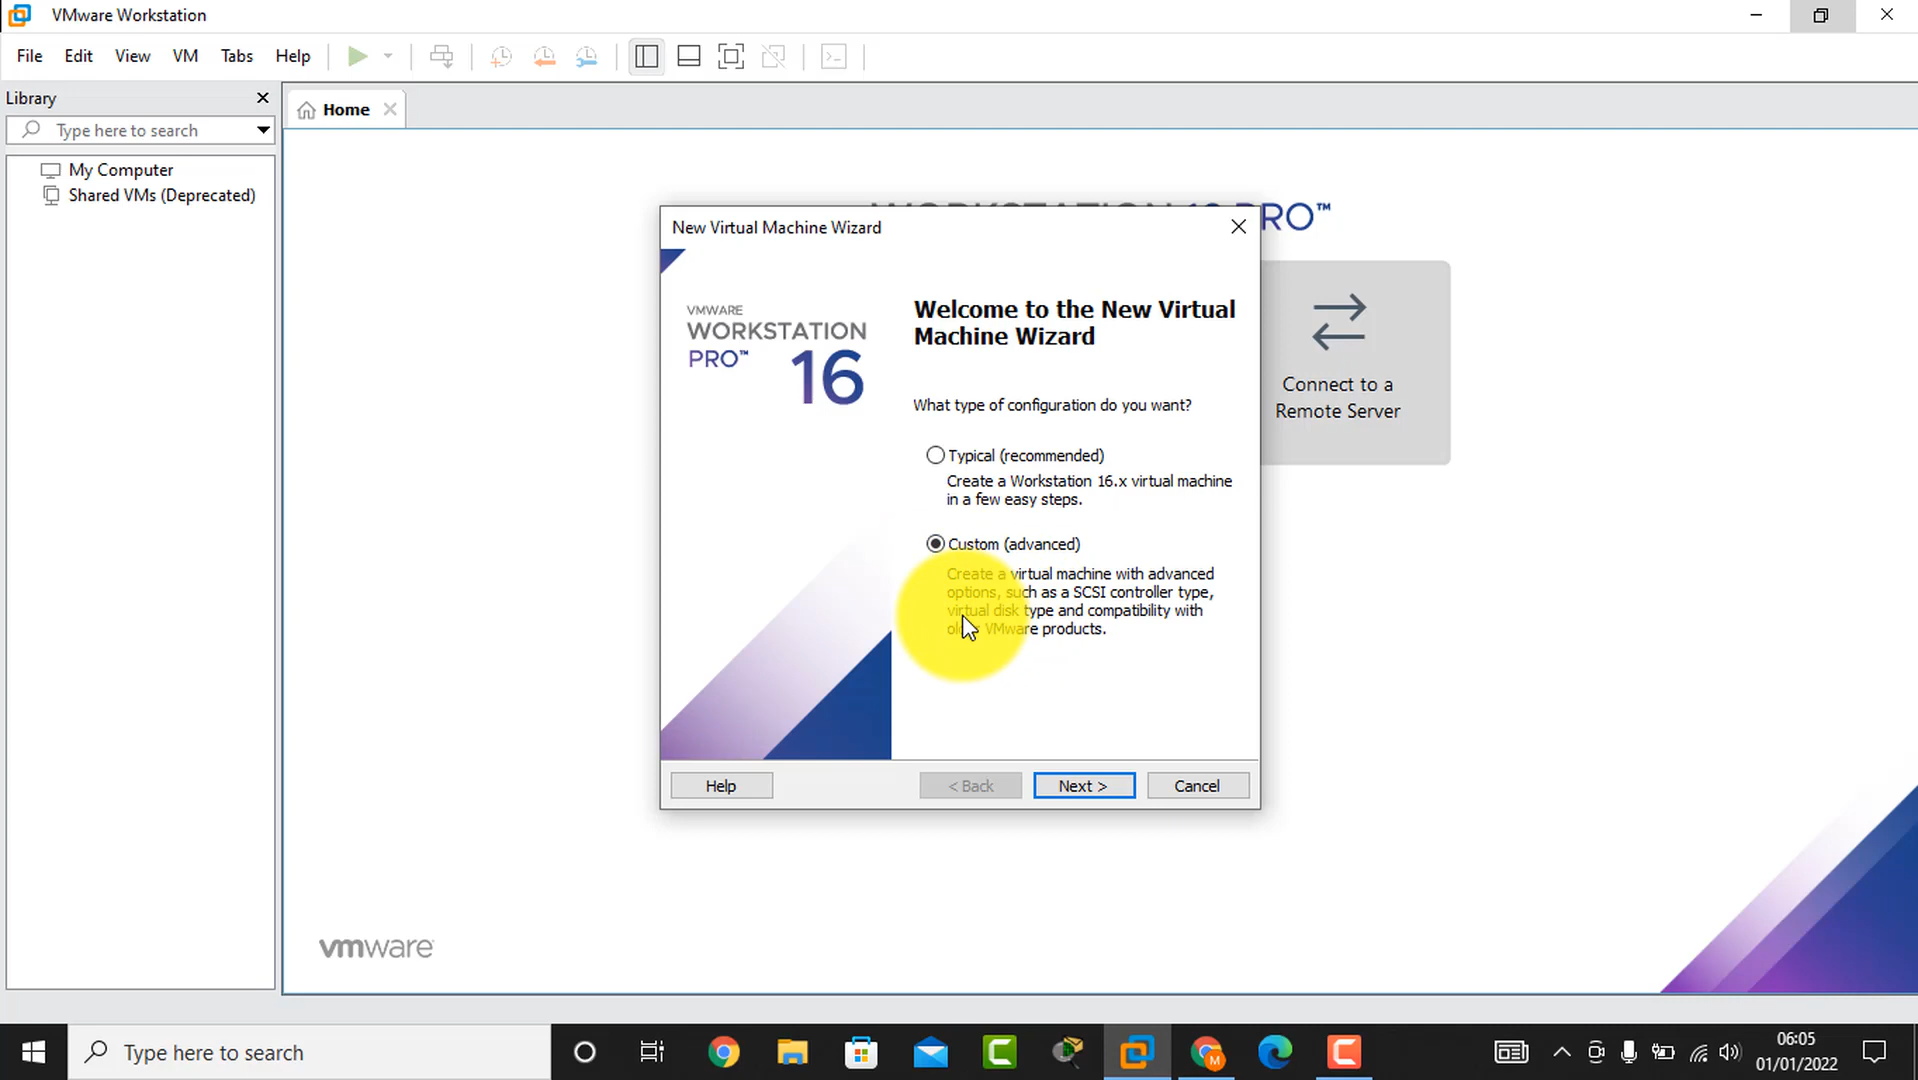 VMware Workstation
File Edit View VM Tabs Help
Library
Type here to search
My Computer
Shared VMs (Deprecated)
Home
PRO™
New Virtual Machine Wizard
VMWARE
WORKSTATION
PRO™ 16
Welcome to the New Virtual
Machine Wizard
What type of configuration do you want?
Typical (recommended)
Create a Workstation 16.x virtual machine
in a few easy steps.
Custom (advanced)
Create a virtual machine with advanced
options, such as a SCSI controller type,
virtual disk type and compatibility with
older VMware products.
Help
< Back
Next >
Cancel
Connect to a
Remote Server
vmware
Type here to search
M
06:05
01/01/2022